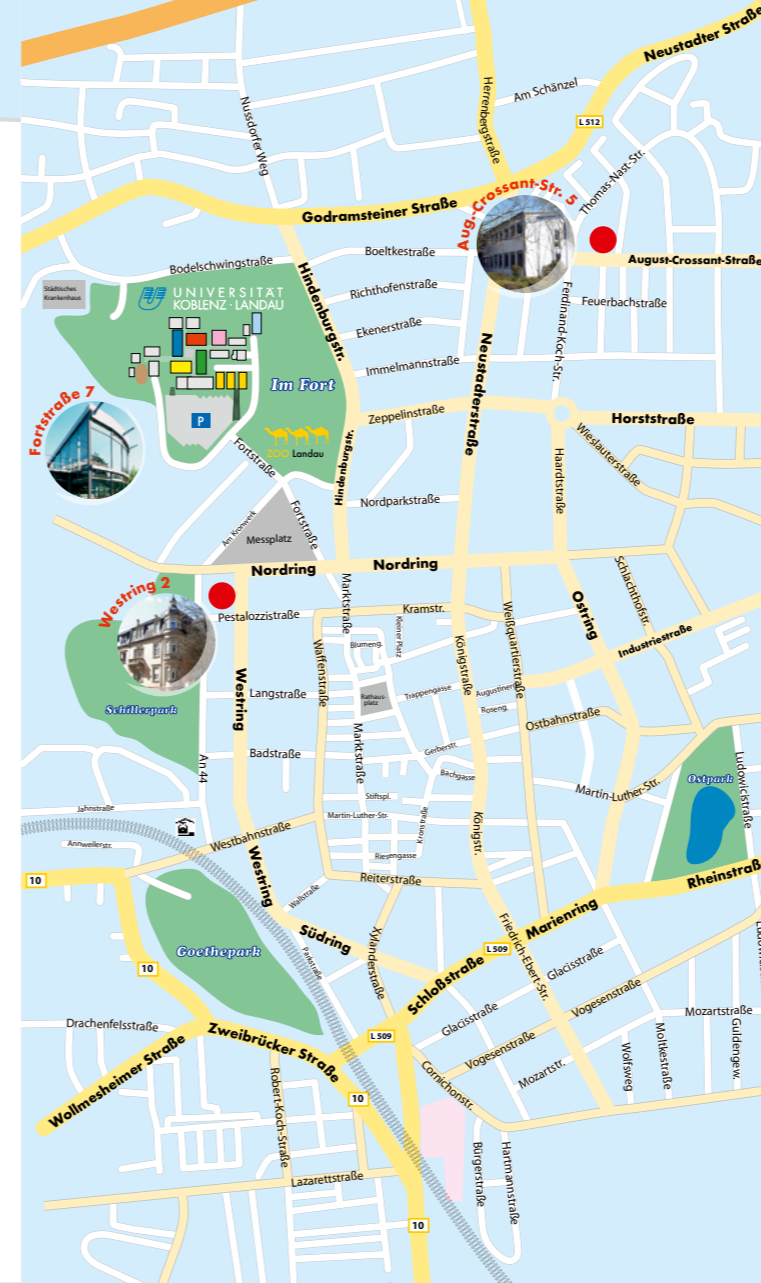 Neustadter Straße
Am Schänzel
Herrenbergstraße
L 512
Nussdorfer Weg
Thomas-Nast-Str.
Godramsteiner Straße
Aug.-Crossant-Str. 5
August-Crossant-Straße
Boeltkestraße
Bodelschwingstraße
Städtisches
Krankenhaus
UNIVERSITÄT
KOBLENZ · LANDAU
Hindenburgstr.
Richthofenstraße
Ferdinand-Koch-Str.
Feuerbachstraße
Ekenerstraße
Neustadterstraße
Immelmannstraße
Im Fort
Fortstraße 7
P
Zeppelinstraße
Horststraße
ZOO Landau
Hindenburgstr.
Wieslauterstraße
Fortstraße
Haardtstraße
Nordparkstraße
Fortstraße
Am Kronwerk
Messplatz
Nordring
Nordring
Schlachthofstr.
Westring 2
Marktstraße
Ostring
Pestalozzistraße
Kramstr.
Weißquartierstraße
Kleiner Platz
Waffenstraße
Blumeng.
Königstraße
Industriestraße
Westring
Langstraße
Rathaus-
platz
Trappengasse
Augustinerg.
Roseng.
Schillerpark
Ostbahnstraße
Marktstraße
Gerberstr.
An 44
Badstraße
Bachgasse
Ostpark
Ludowicistraße
Martin-Luther-Str.
Stiftspl.
Jahnstraße
Martin-Luther-Str.
Kronstraße
Königstr.
Westbahnstraße
Annweilerstr.
Riesengasse
Westring
10
Reiterstraße
Rheinstraß
Wallstraße
Marienring
Südring
Friedrich-Ebert-Str.
Goethepark
L 509
Xylanderstraße
Parkstraße
Schloßstraße
Glacisstraße
10
Vogesenstraße
Mozartstraße
Drachenfelsstraße
Glacisstraße
Zweibrücker Straße
L 509
Vogesenstraße
Moltkestraße
Guldengew.
Wollmesheimer Straße
Wolfsweg
Mozartstr.
Cornichonstr.
Robert-Koch-Straße
10
Bürgerstraße
Hartmannstraße
Lazarettstraße
10